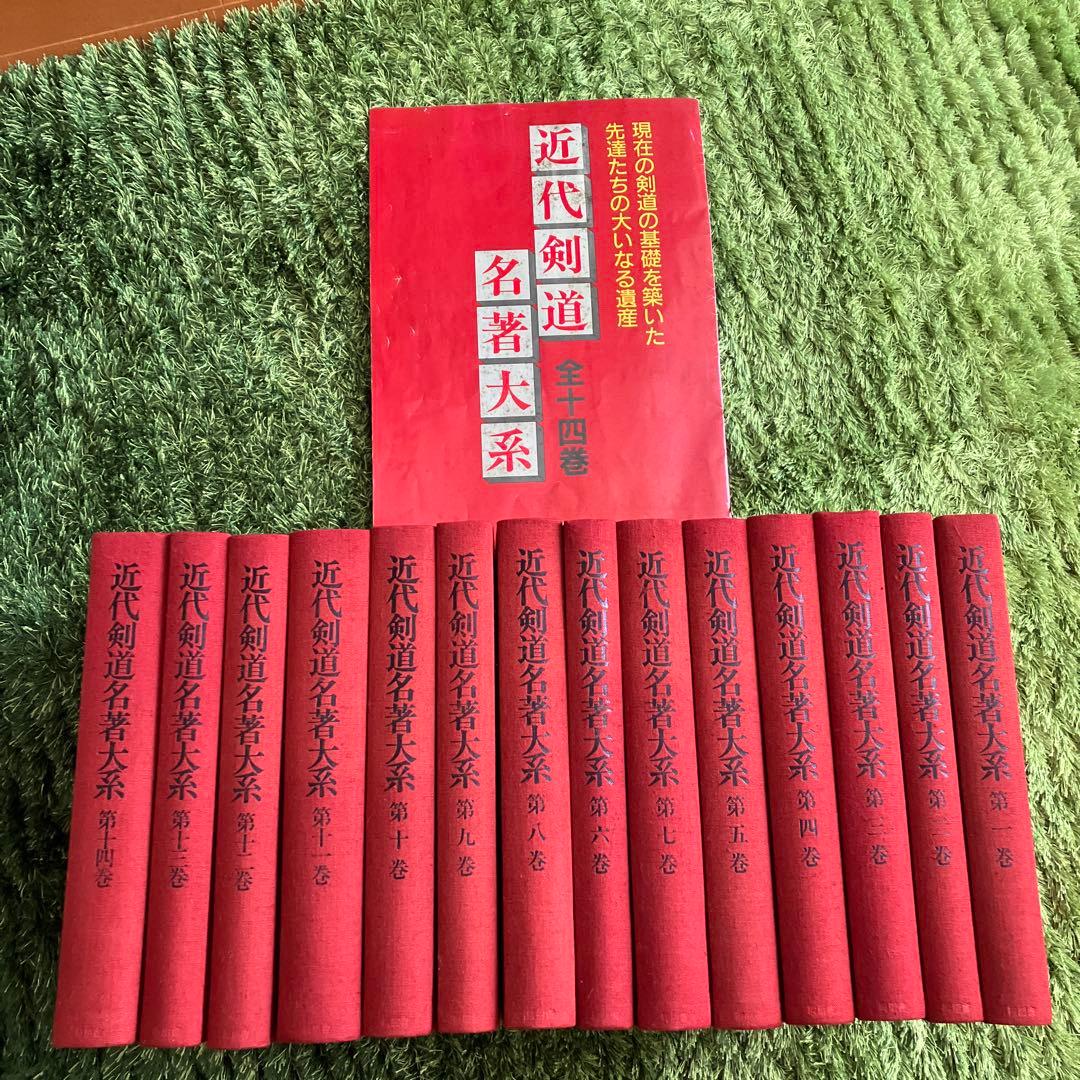 現在の剣道の基礎を築いた
先達たちの大いなる遺産
近代剣道
名著大系
全十四巻
近代剣道名著大系 第一巻
近代剣道名著大系 第二巻
近代剣道名著大系 第三巻
近代剣道名著大系 第四巻
近代剣道名著大系 第五巻
近代剣道名著大系 第七巻
近代剣道名著大系 第六巻
近代剣道名著大系 第八巻
近代剣道名著大系 第九巻
近代剣道名著大系 第十巻
近代剣道名著大系 第十一巻
近代剣道名著大系 第十二巻
近代剣道名著大系 第十三巻
近代剣道名著大系 第十四巻